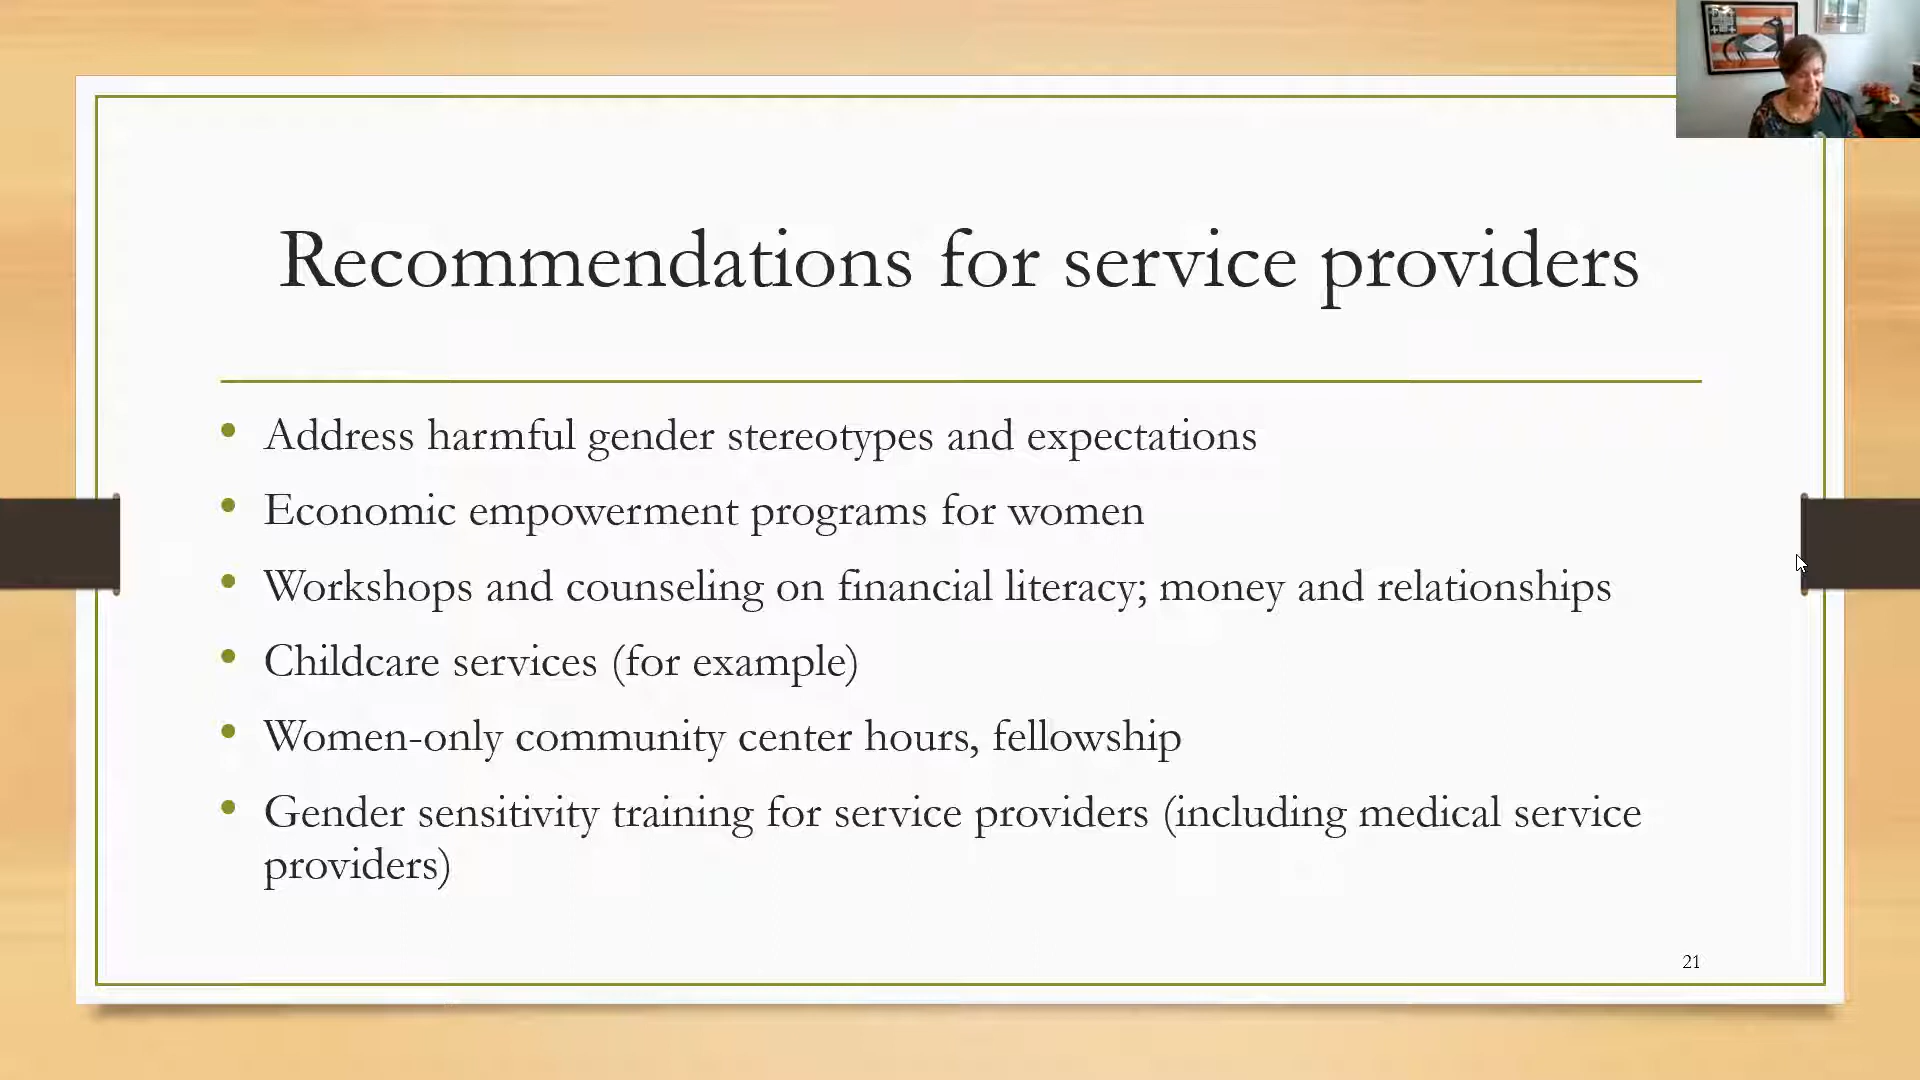 Recommendations for service providers
• Address harmful gender stereotypes and expectations
• Economic empowerment programs for women
• Workshops and counseling on financial literacy; money and relationships
• Childcare services (for example)
• Women-only community center hours, fellowship
• Gender sensitivity training for service providers (including medical service
providers)
21